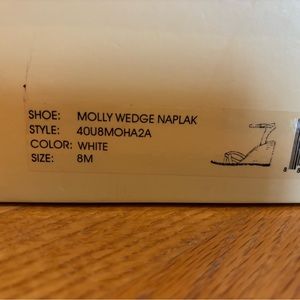 SHOE: MOLLY WEDGE NAPLAK
STYLE: 40U8MOHA2A
COLOR: WHITE
SIZE: 8M